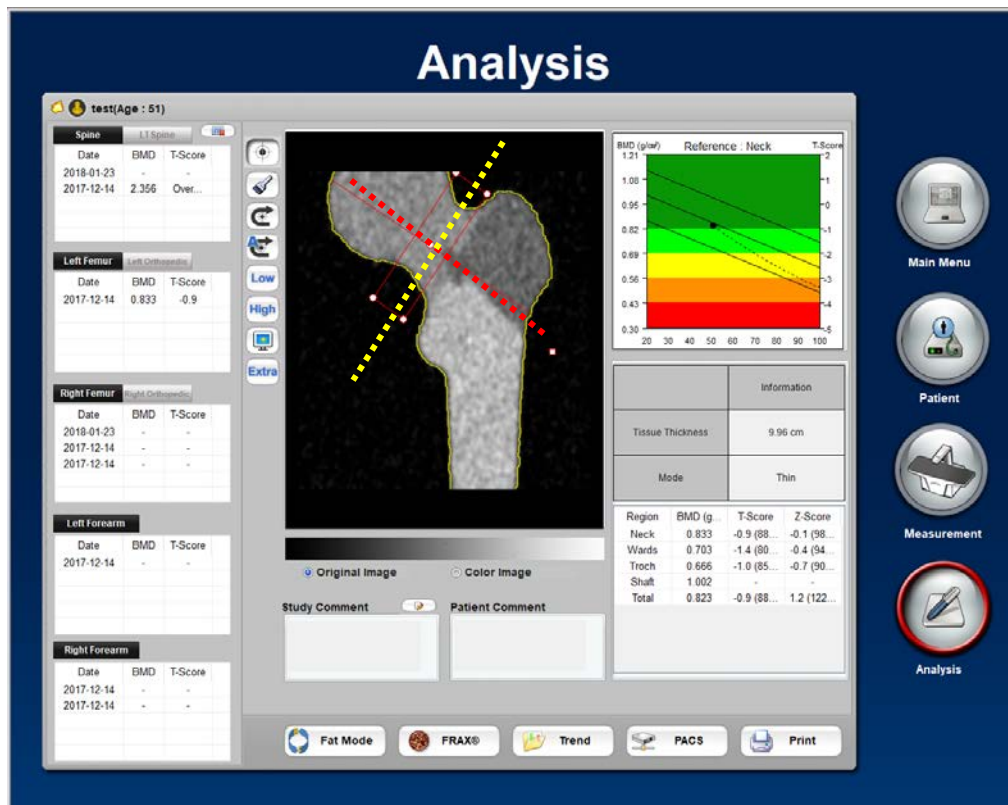 Analysis
test(Age : 51)
Spine L1 Spine
Date BMD T-Score
2018-01-23 - -
2017-12-14 2.356 Over...
Left Femur Left Orthopedic
Date BMD T-Score
2017-12-14 0.833 -0.9
Right Femur Right Orthopedic
Date BMD T-Score
2018-01-23 - -
2017-12-14 - -
2017-12-14 - -
Left Forearm
Date BMD T-Score
2017-12-14 - -
Right Forearm
Date BMD T-Score
2017-12-14 - -
2017-12-14 - -
A
Low
High
Extra
Original Image Color Image
Study Comment Patient Comment
BMD (g/cm²) Reference : Neck T-Score
1.21 2
1.08 1
0.95 0
0.82 -1
0.69 -2
0.56 -3
0.43 -4
0.30 -5
20 30 40 50 60 70 80 90 100
Information
Tissue Thickness 9.96 cm
Mode Thin
Region BMD (g... T-Score Z-Score
Neck 0.833 -0.9 (88... -0.1 (98...
Wards 0.703 -1.4 (80... -0.4 (94...
Troch 0.666 -1.0 (85... -0.7 (90...
Shaft 1.002 - -
Total 0.823 -0.9 (88... 1.2 (122...
Fat Mode FRAX® Trend PACS Print
Main Menu
Patient
Measurement
Analysis